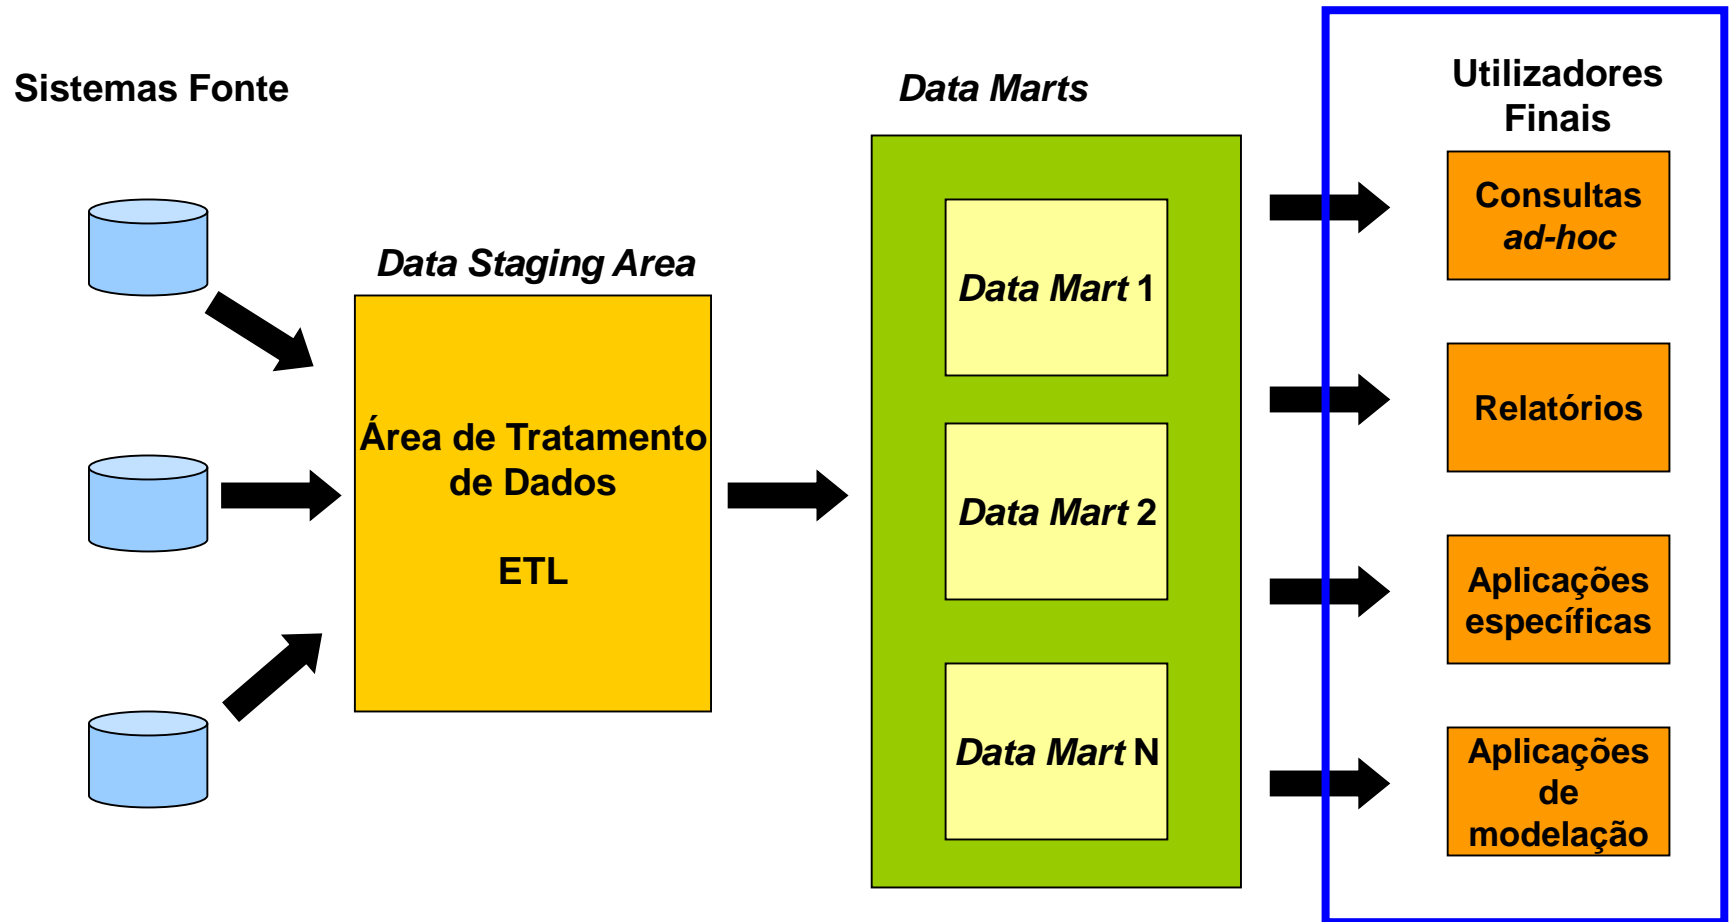 Sistemas Fonte
Data Staging Area
Área de Tratamento
de Dados
ETL
Data Marts
Data Mart 1
Data Mart 2
Data Mart N
Utilizadores
Finais
Consultas
ad-hoc
Relatórios
Aplicações
específicas
Aplicações
de
modelação